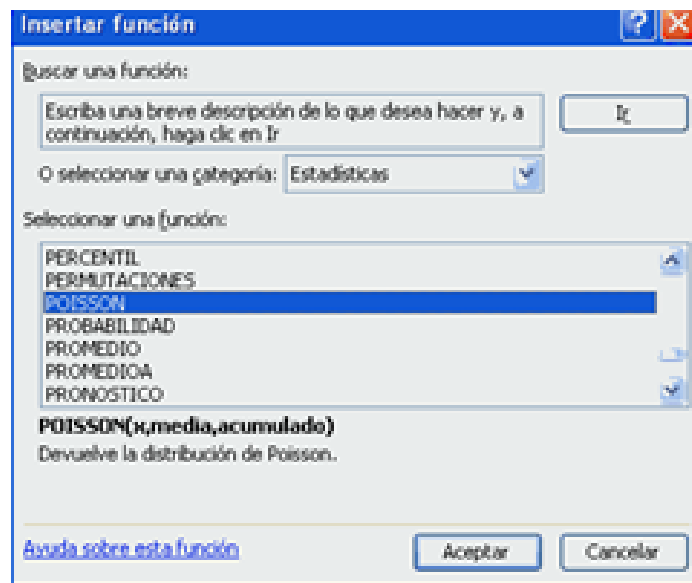 Insertar función
Buscar una función:
Escriba una breve descripción de lo que desea hacer y, a
continuación, haga clic en Ir
Ir
O seleccionar una categoría: Estadísticas
Seleccionar una función:
PERCENTIL
PERMUTACIONES
POISSON
PROBABILIDAD
PROMEDIO
PROMEDIOA
PRONOSTICO
POISSON(x,media,acumulado)
Devuelve la distribución de Poisson.
Ayuda sobre esta función
Aceptar
Cancelar